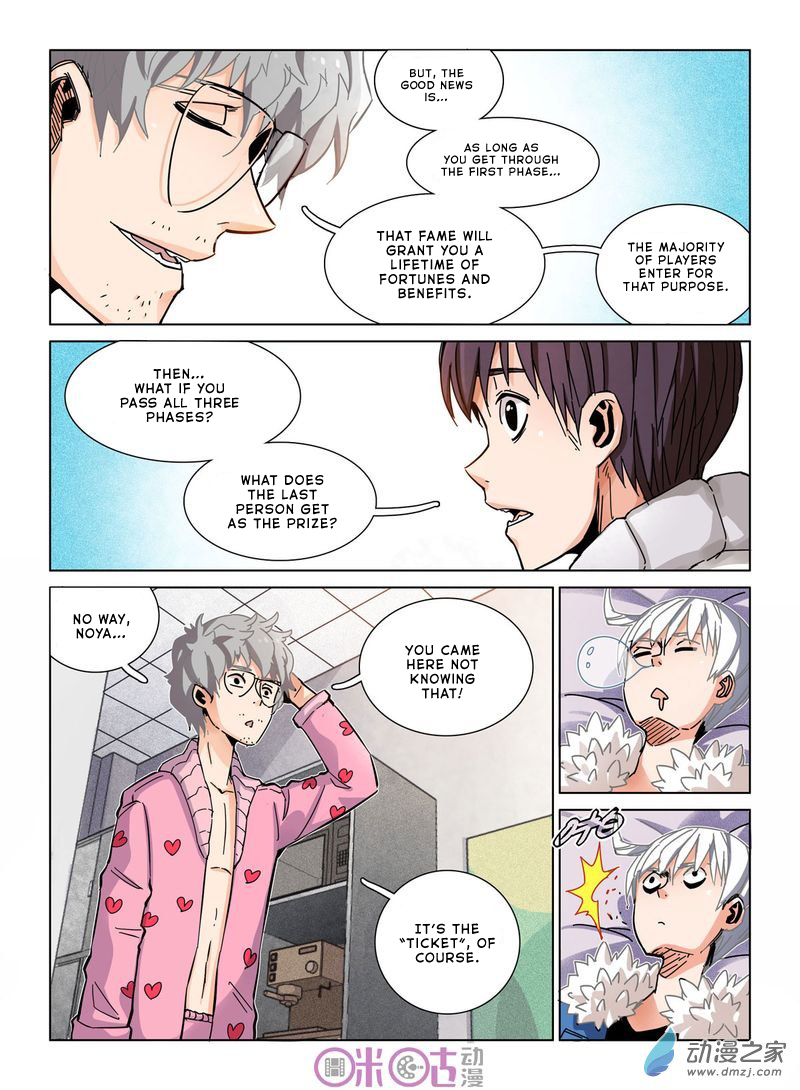 BUT, THE
GOOD NEWS
IS...
AS LONG AS
YOU GET THROUGH
THE FIRST PHASE...
THAT FAME WILL
GRANT YOU A
LIFETIME OF
FORTUNES AND
BENEFITS.
THE MAJORITY
OF PLAYERS
ENTER FOR
THAT PURPOSE.
THEN...
WHAT IF YOU
PASS ALL THREE
PHASES?
WHAT DOES
THE LAST
PERSON GET
AS THE PRIZE?
NO WAY,
NOYA...
YOU CAME
HERE NOT
KNOWING
THAT!
IT'S THE
"TICKET", OF
COURSE.
咪咕动漫
动漫之家
www.dmzj.com